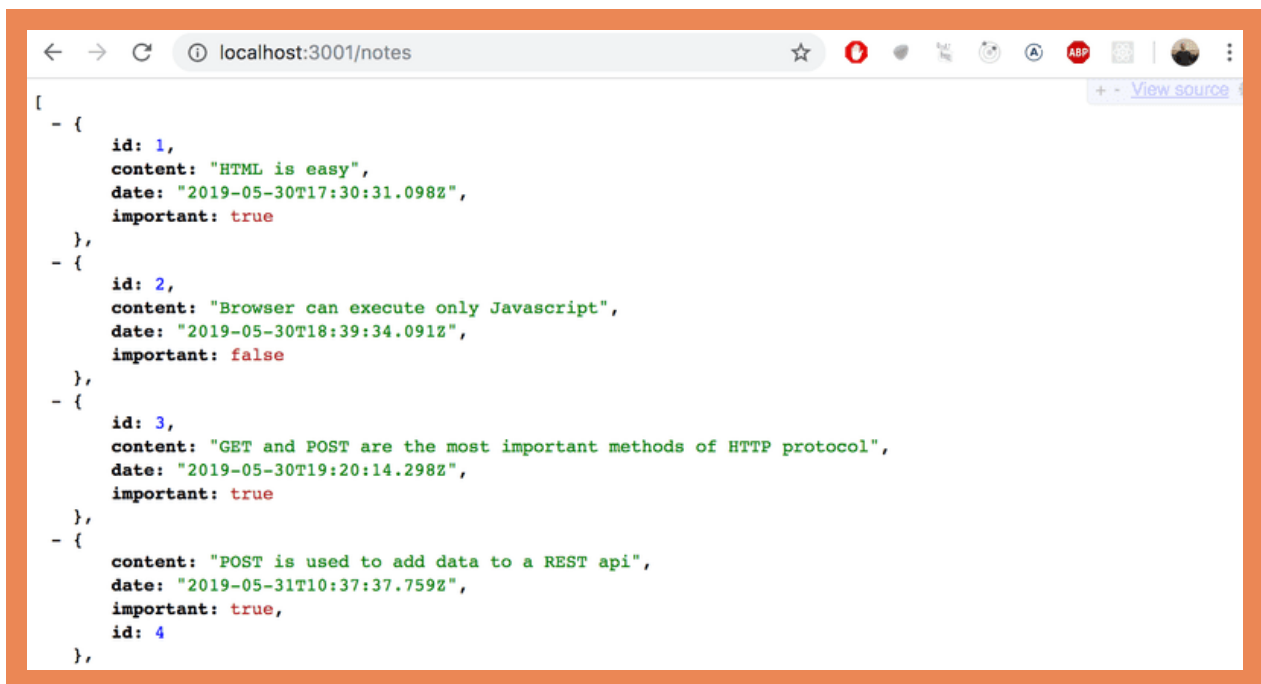 localhost:3001/notes
ABP
+ - View source
[
- {
id: 1,
content: "HTML is easy",
date: "2019-05-30T17:30:31.098Z",
important: true
},
- {
id: 2,
content: "Browser can execute only Javascript",
date: "2019-05-30T18:39:34.091Z",
important: false
},
- {
id: 3,
content: "GET and POST are the most important methods of HTTP protocol",
date: "2019-05-30T19:20:14.298Z",
important: true
},
- {
content: "POST is used to add data to a REST api",
date: "2019-05-31T10:37:37.759Z",
important: true,
id: 4
},